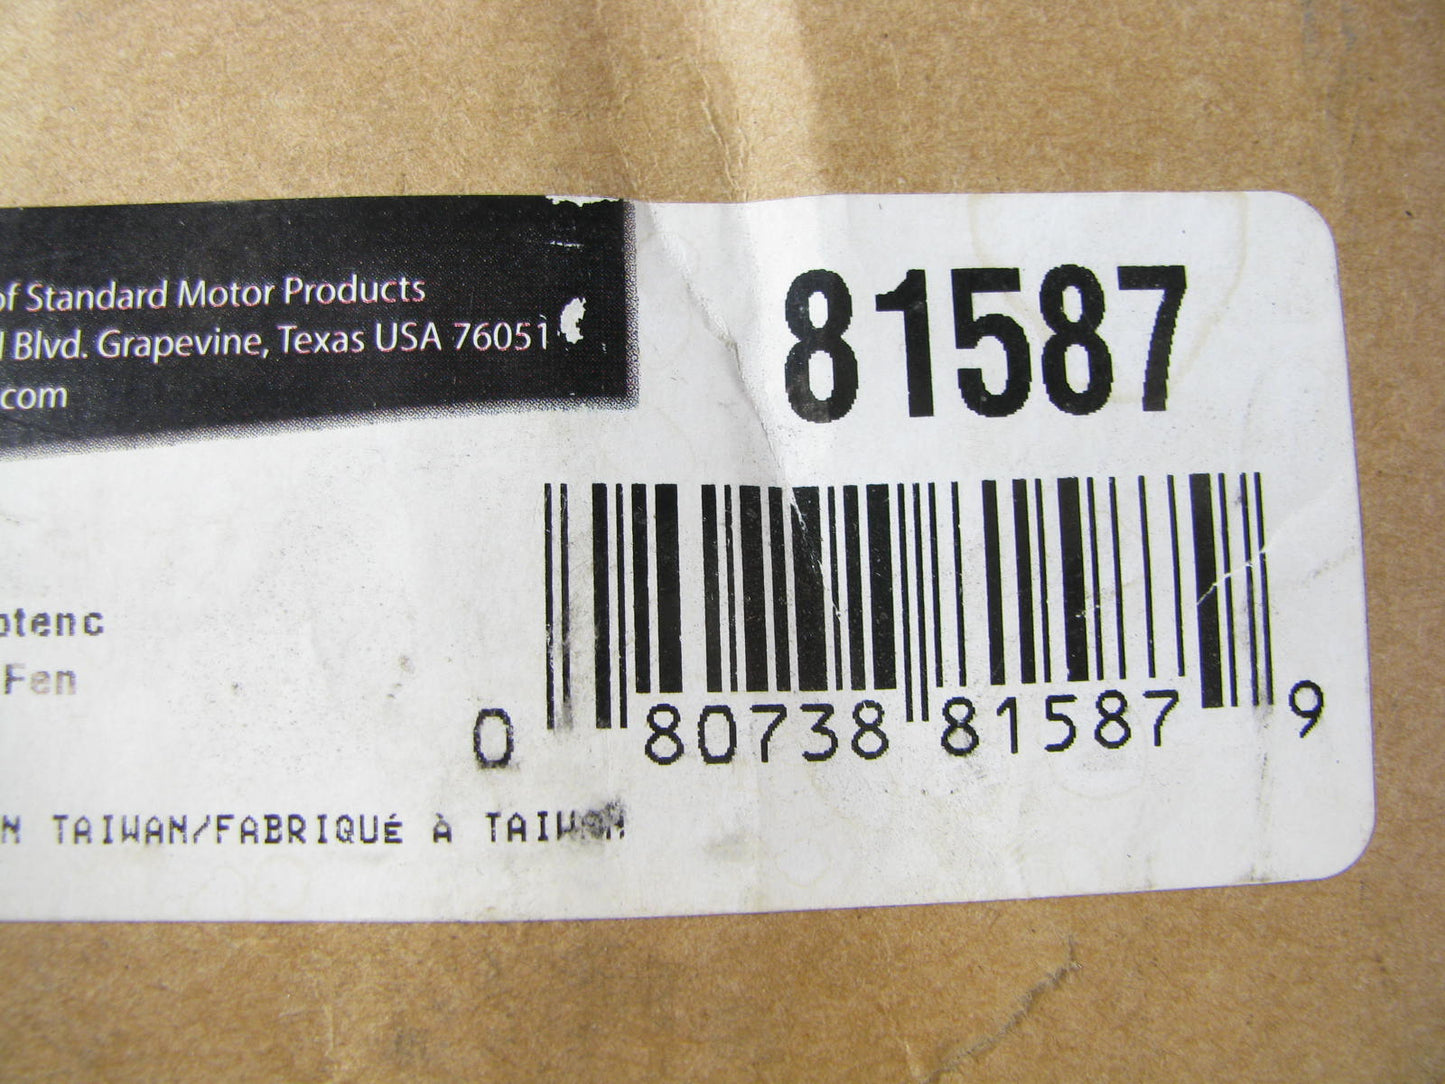 of Standard Motor Products
Blvd. Grapevine, Texas USA 76051
.com
81587
otenc
Fen
0 80738 81587 9
N TAIWAN/FABRIQUÉ À TAIWAN